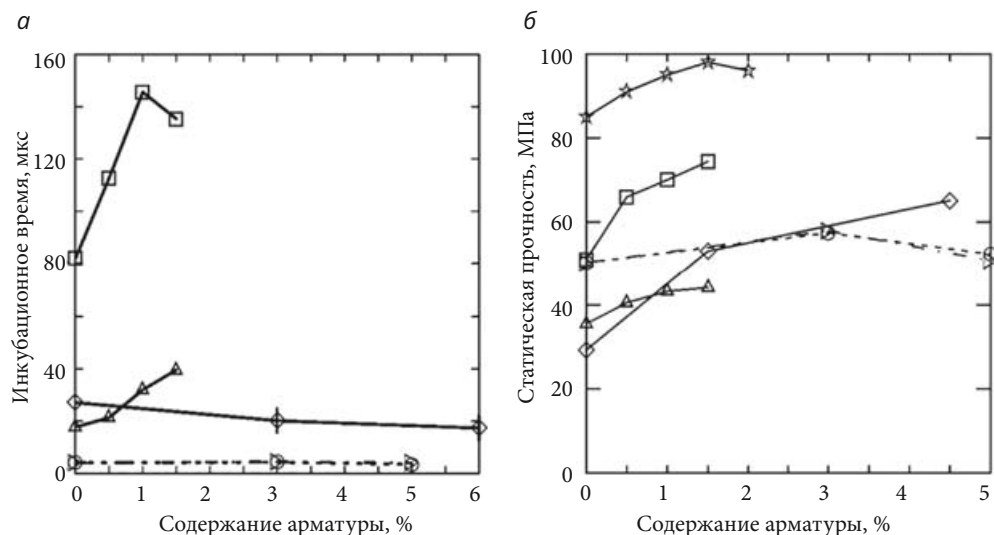 а
160
120
80
40
0
Инкубационное время, мкс
0 1 2 3 4 5 6
Содержание арматуры, %
б
100
80
60
40
20
0
Статическая прочность, МПа
0 1 2 3 4 5
Содержание арматуры, %